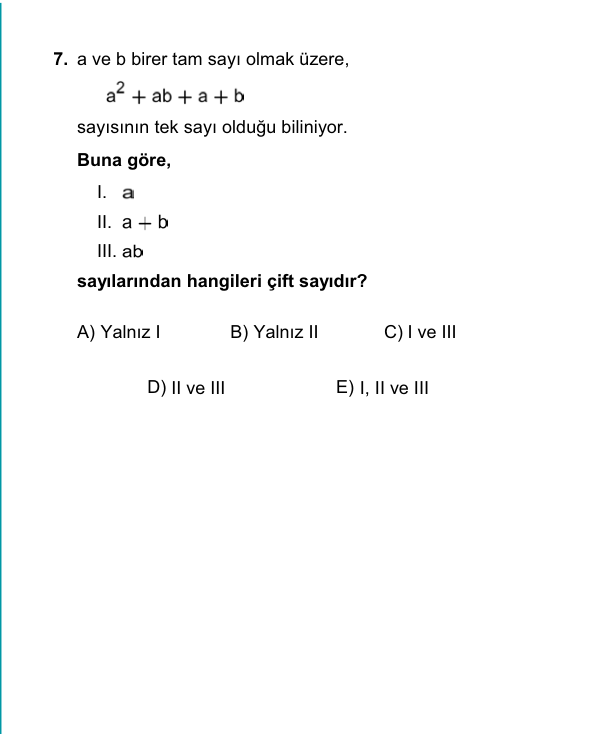 7. a ve b birer tam sayı olmak üzere,
a² + ab + a + b
sayısının tek sayı olduğu biliniyor.
Buna göre,
I. a
II. a + b
III. ab
sayılarından hangileri çift sayıdır?
A) Yalnız I B) Yalnız II C) I ve III
D) II ve III E) I, II ve III